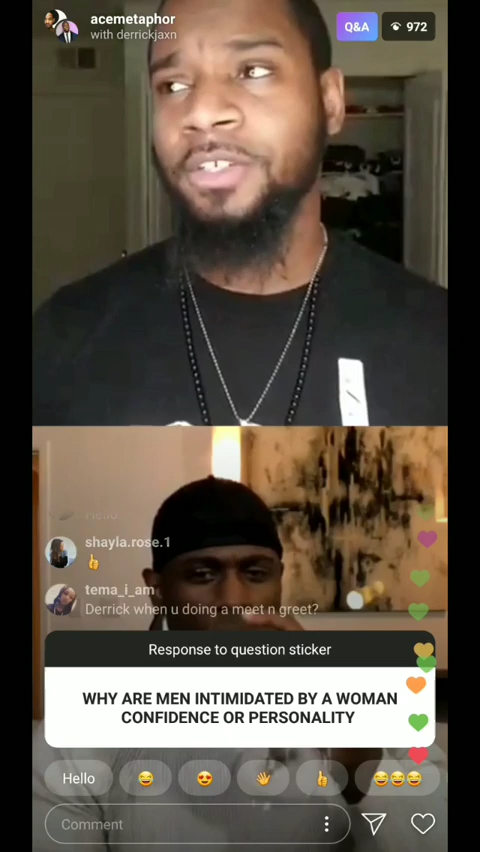 acemetaphor
with derrickjaxn
Q&A
972
Hello
shayla.rose.1
tema_i_am
Derrick when u doing a meet n greet?
Response to question sticker
WHY ARE MEN INTIMIDATED BY A WOMAN
CONFIDENCE OR PERSONALITY
Hello
Comment